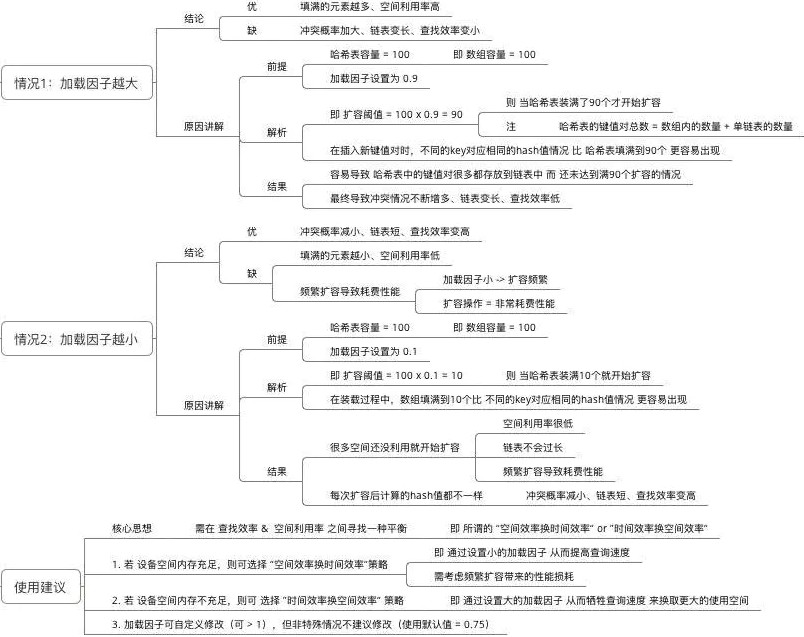 情况1：加载因子越大
结论
优
填满的元素越多、空间利用率高
缺
冲突概率加大、链表变长、查找效率变小
原因讲解
前提
哈希表容量 = 100
即 数组容量 = 100
加载因子设置为 0.9
解析
即 扩容阈值 = 100 x 0.9 = 90
则 当哈希表装满了90个才开始扩容
注
哈希表的键值对总数 = 数组内的数量 + 单链表的数量
在插入新键值对时，不同的key对应相同的hash值情况 比 哈希表填满到90个 更容易出现
结果
容易导致 哈希表中的键值对很多都存放到链表中 而 还未达到满90个扩容的情况
最终导致冲突情况不断增多、链表变长、查找效率低
情况2：加载因子越小
结论
优
冲突概率减小、链表短、查找效率变高
缺
填满的元素越小、空间利用率低
频繁扩容导致耗费性能
加载因子小 -> 扩容频繁
扩容操作 = 非常耗费性能
原因讲解
前提
哈希表容量 = 100
即 数组容量 = 100
加载因子设置为 0.1
解析
即 扩容阈值 = 100 x 0.1 = 10
则 当哈希表装满10个就开始扩容
在装载过程中，数组填满到10个比 不同的key对应相同的hash值情况 更容易出现
结果
很多空间还没利用就开始扩容
空间利用率很低
链表不会过长
频繁扩容导致耗费性能
每次扩容后计算的hash值都不一样
冲突概率减小、链表短、查找效率变高
使用建议
核心思想
需在 查找效率 & 空间利用率 之间寻找一种平衡
即 所谓的 "空间效率换时间效率" or "时间效率换空间效率"
1. 若 设备空间内存充足，则可选择 "空间效率换时间效率"策略
即 通过设置小的加载因子 从而提高查询速度
需考虑频繁扩容带来的性能损耗
2. 若 设备空间内存不充足，则可 选择 "时间效率换空间效率" 策略
即 通过设置大的加载因子 从而牺牲查询速度 来换取更大的使用空间
3. 加载因子可自定义修改（可 > 1），但非特殊情况不建议修改（使用默认值 = 0.75）